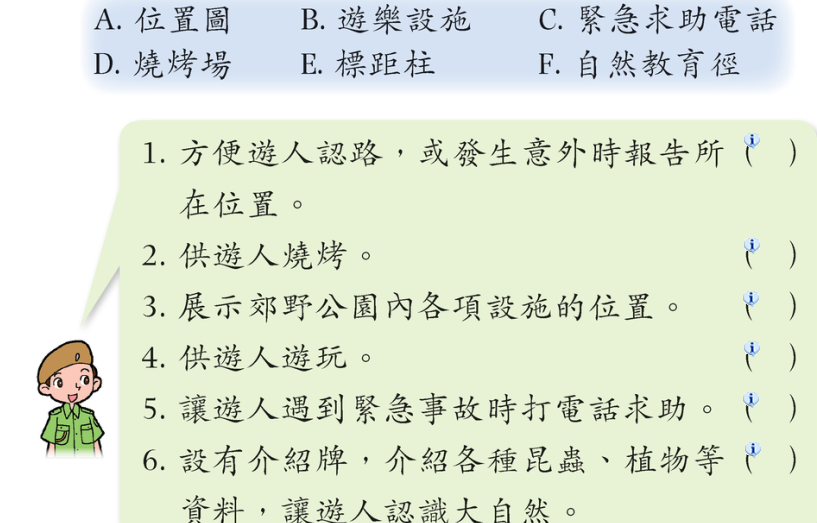 A. 位置圖 B. 遊樂設施 C. 緊急求助電話
D. 燒烤場 E. 標距柱 F. 自然教育徑
1. 方便遊人認路，或發生意外時報告所 ( )
在位置。
2. 供遊人燒烤。 ( )
3. 展示郊野公園內各項設施的位置。 ( )
4. 供遊人遊玩。 ( )
5. 讓遊人遇到緊急事故時打電話求助。 ( )
6. 設有介紹牌，介紹各種昆蟲、植物等 ( )
資料，讓遊人認識大自然。